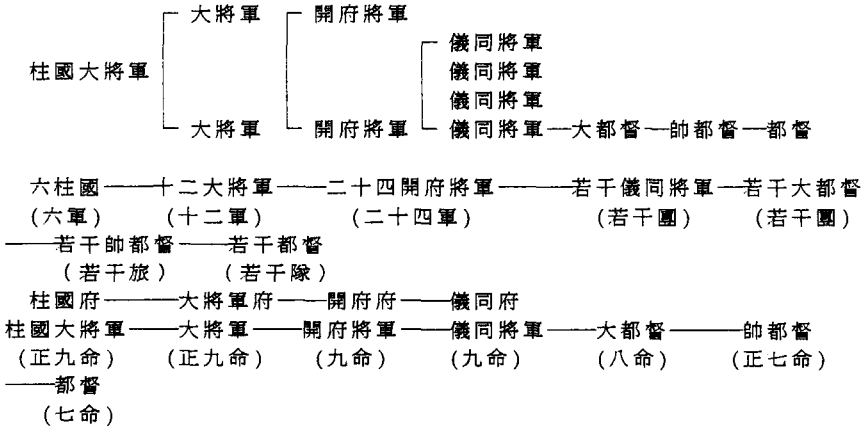 大將軍 開府將軍
儀同將軍
柱國大將軍 儀同將軍
儀同將軍
大將軍 開府將軍 儀同將軍—大都督—帥都督—都督
六柱國——十二大將軍——二十四開府將軍——若干儀同將軍—若干大都督
(六軍) (十二軍) (二十四軍) (若干團) (若干團)
——若干帥都督——若干都督
(若干旅) (若干隊)
柱國府——大將軍府——開府府——儀同府
柱國大將軍——大將軍——開府將軍——儀同將軍——大都督——帥都督
(正九命) (正九命) (九命) (九命) (八命) (正七命)
——都督
(七命)